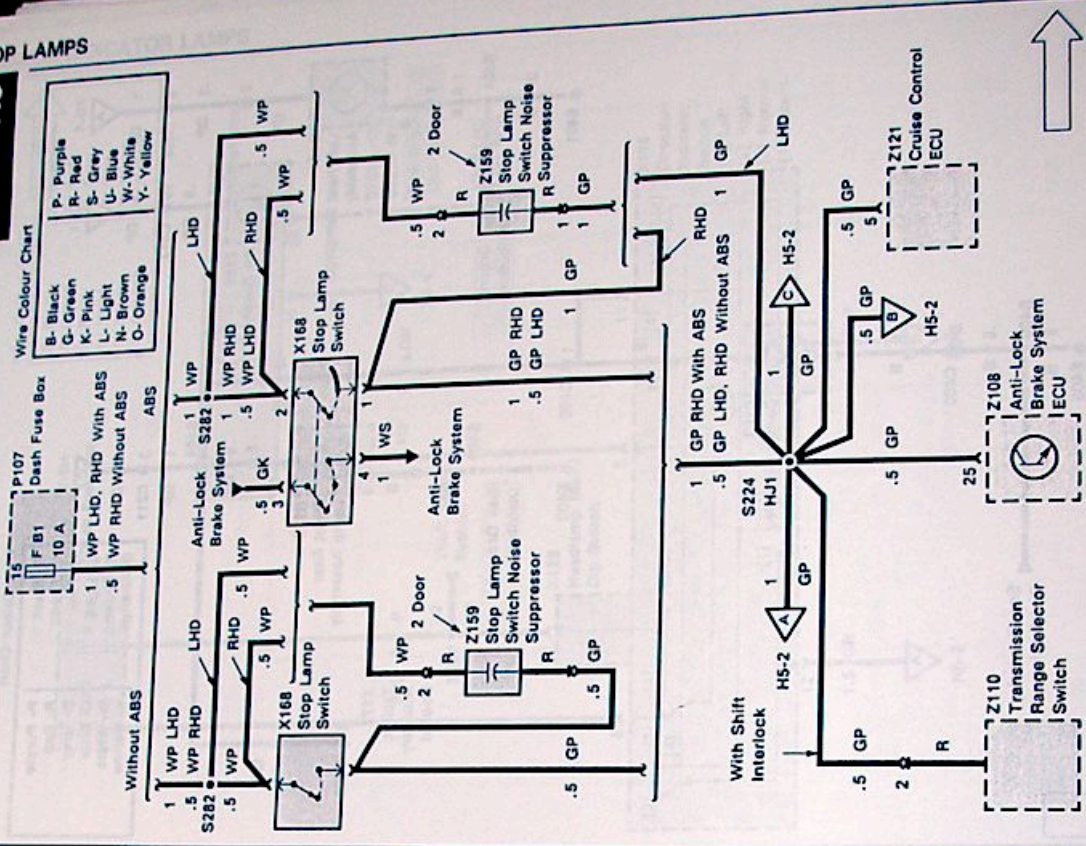 OP LAMPS
Wire Colour Chart
B- Black
G- Green
K- Pink
L- Light
N- Brown
O- Orange
P- Purple
R- Red
S- Grey
U- Blue
W- White
Y- Yellow
15
F B1
10 A
P107
Dash Fuse Box
1 WP LHD, RHD With ABS
.5 WP RHD Without ABS
Without ABS
ABS
1 WP LHD
.5 WP RHD
S282
.5 WP
LHD
RHD
.5 WP
.5 WP
X168
Stop Lamp
Switch
.5 WP
2
2 Door
R
Z159
Stop Lamp
Switch Noise
Suppressor
R
.5 GP
.5 GP
1 WP
S282
1 WP RHD
.5 WP LHD
2
LHD
RHD
.5 WP
.5 WP
Anti-Lock
Brake System
.5 GK
3
X168
Stop Lamp
Switch
4
1 WS
Anti-Lock
Brake System
1
.5 WP
2
2 Door
R
Z159
Stop Lamp
Switch Noise
Suppressor
R
1
1 GP
1 GP RHD
.5 GP LHD
1 GP
RHD
1 GP
LHD
1 GP RHD With ABS
.5 GP LHD, RHD Without ABS
S224
HJ1
H5-2
A
1 GP
1 GP
C
H5-2
With Shift
Interlock
.5 GP
2
R
Z110
Transmission
Range Selector
Switch
.5 GP
25
Z108
Anti-Lock
Brake System
ECU
.5 GP
B
H5-2
.5 GP
5
Z121
Cruise Control
ECU